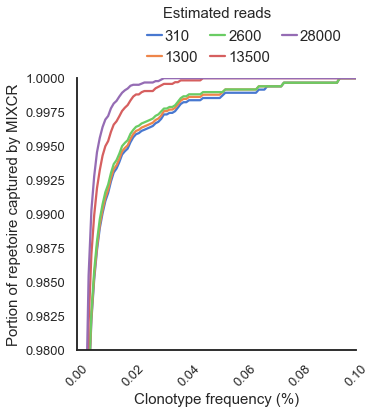 Estimated reads
310 2600 28000
1300 13500
1.0000
0.9975
0.9950
0.9925
0.9900
0.9875
0.9850
0.9825
0.9800
Portion of repetoire captured by MIXCR
0.00 0.02 0.04 0.06 0.08 0.10
Clonotype frequency (%)